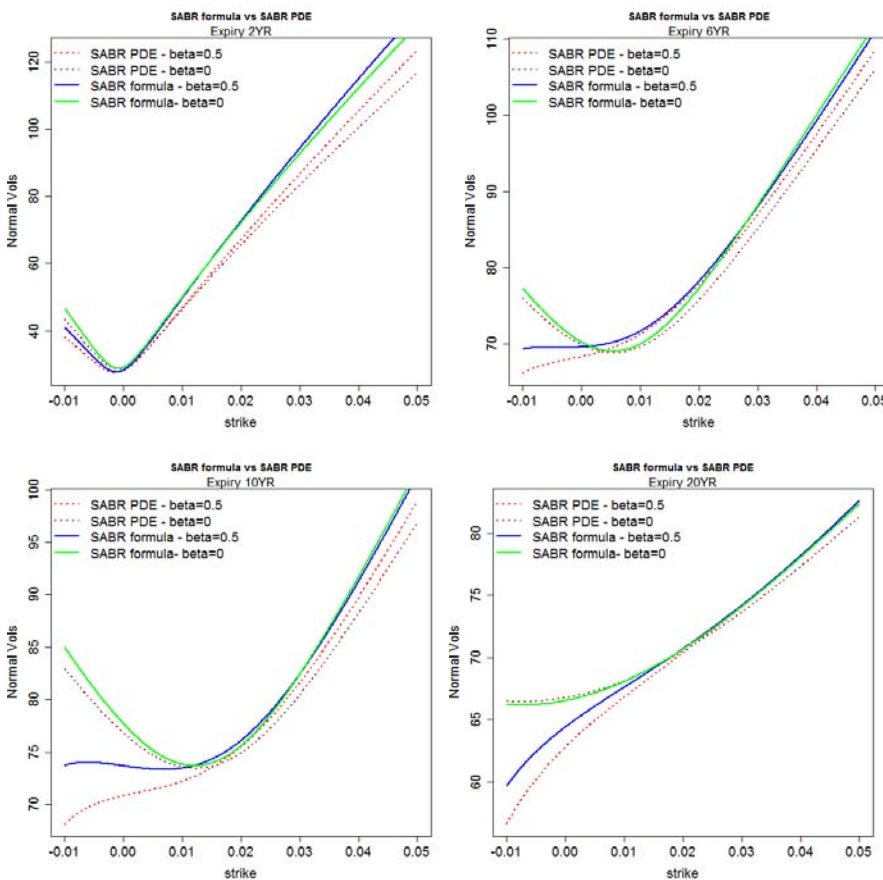 SABR formula vs SABR PDE
Expiry 2YR
SABR PDE - beta=0.5
SABR PDE - beta=0
SABR formula - beta=0.5
SABR formula- beta=0
Normal Vols
120
100
80
60
40
-0.01 0.00 0.01 0.02 0.03 0.04 0.05
strike
SABR formula vs SABR PDE
Expiry 6YR
SABR PDE - beta=0.5
SABR PDE - beta=0
SABR formula - beta=0.5
SABR formula- beta=0
Normal Vols
110
100
90
80
70
-0.01 0.00 0.01 0.02 0.03 0.04 0.05
strike
SABR formula vs SABR PDE
Expiry 10YR
SABR PDE - beta=0.5
SABR PDE - beta=0
SABR formula - beta=0.5
SABR formula- beta=0
Normal Vols
100
95
90
85
80
75
70
-0.01 0.00 0.01 0.02 0.03 0.04 0.05
strike
SABR formula vs SABR PDE
Expiry 20YR
SABR PDE - beta=0.5
SABR PDE - beta=0
SABR formula - beta=0.5
SABR formula- beta=0
Normal Vols
80
75
70
65
60
-0.01 0.00 0.01 0.02 0.03 0.04 0.05
strike